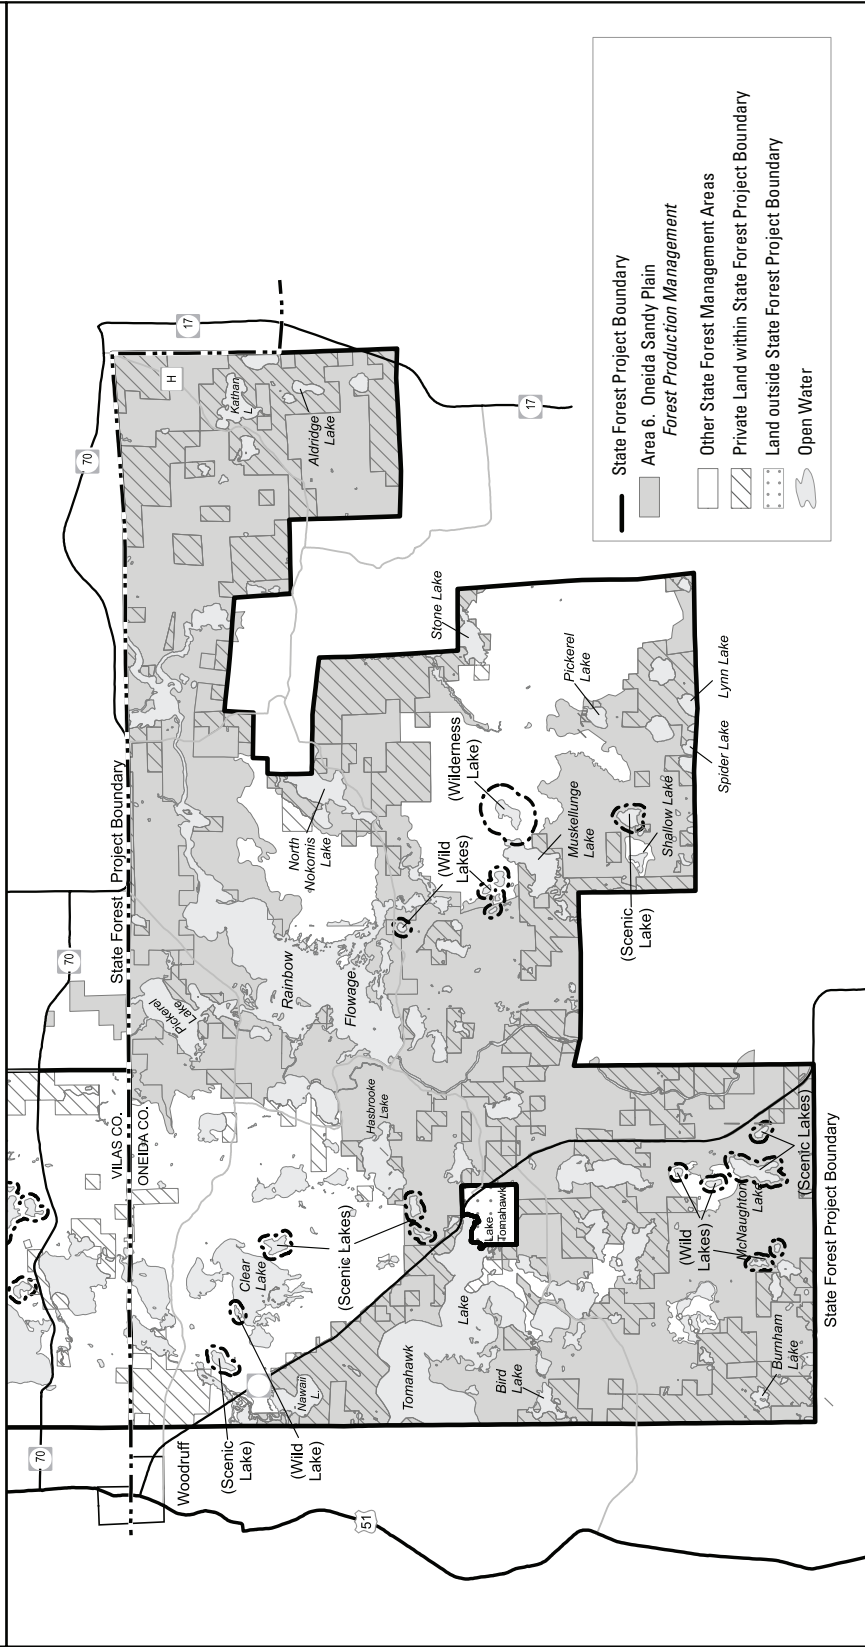 70
17
H
Kathan
L.
Aldridge
Lake
17
State Forest Project Boundary
Area 6. Oneida Sandy Plain
Forest Production Management
Other State Forest Management Areas
Private Land within State Forest Project Boundary
Land outside State Forest Project Boundary
Open Water
Stone Lake
Pickerel
Lake
Lynn Lake
Spider Lake
(Wilderness
Lake)
Muskellunge
Lake
Shallow Lake
(Scenic
Lake)
(Wild
Lakes)
North
Nokomis
Lake
State Forest Project Boundary
70
Pickerel
Lake
Rainbow
Flowage
VILAS CO.
ONEIDA CO.
Hasbrooke
Lake
Lake
Tomahawk
(Scenic Lakes)
Clear
Lake
(Scenic Lakes)
(Wild
Lakes)
McNaughton
Lake
State Forest Project Boundary
Tomahawk
Lake
Bird
Lake
Burnham
Lake
Nawaii
L.
70
Woodruff
(Scenic
Lake)
(Wild
Lake)
51